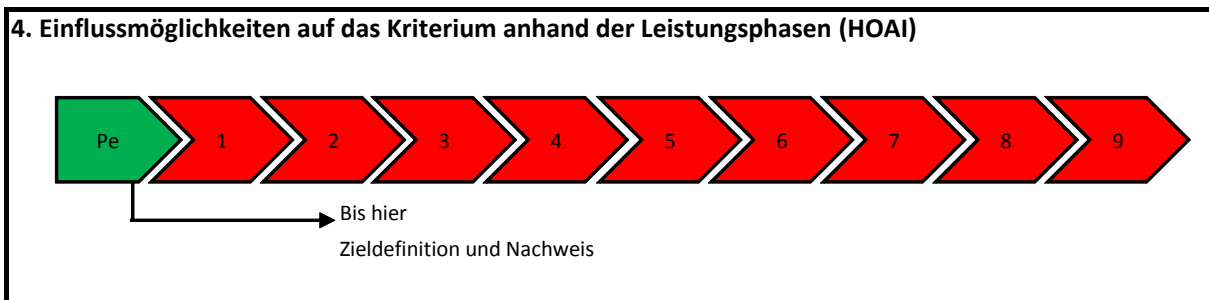 4. Einflussmöglichkeiten auf das Kriterium anhand der Leistungsphasen (HOAI)
Pe 1 2 3 4 5 6 7 8 9
Bis hier
Zieldefinition und Nachweis